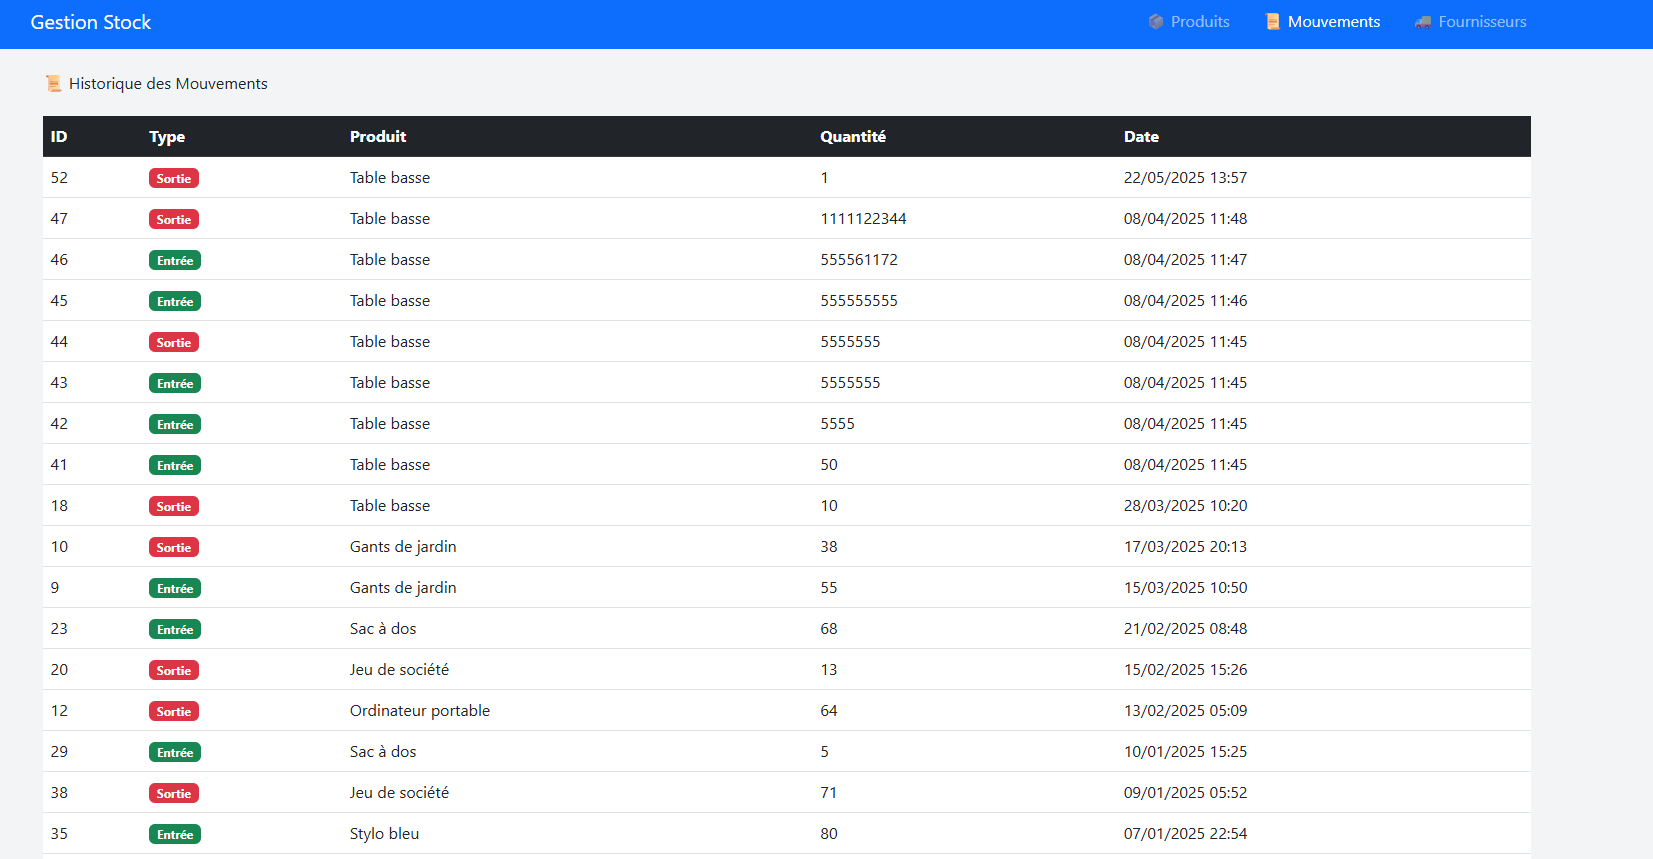 Gestion Stock
Produits Mouvements Fournisseurs
Historique des Mouvements
ID Type Produit Quantité Date
52 Sortie Table basse 1 22/05/2025 13:57
47 Sortie Table basse 1111122344 08/04/2025 11:48
46 Entrée Table basse 555561172 08/04/2025 11:47
45 Entrée Table basse 555555555 08/04/2025 11:46
44 Sortie Table basse 5555555 08/04/2025 11:45
43 Entrée Table basse 5555555 08/04/2025 11:45
42 Entrée Table basse 5555 08/04/2025 11:45
41 Entrée Table basse 50 08/04/2025 11:45
18 Sortie Table basse 10 28/03/2025 10:20
10 Sortie Gants de jardin 38 17/03/2025 20:13
9 Entrée Gants de jardin 55 15/03/2025 10:50
23 Entrée Sac à dos 68 21/02/2025 08:48
20 Sortie Jeu de société 13 15/02/2025 15:26
12 Sortie Ordinateur portable 64 13/02/2025 05:09
29 Entrée Sac à dos 5 10/01/2025 15:25
38 Sortie Jeu de société 71 09/01/2025 05:52
35 Entrée Stylo bleu 80 07/01/2025 22:54